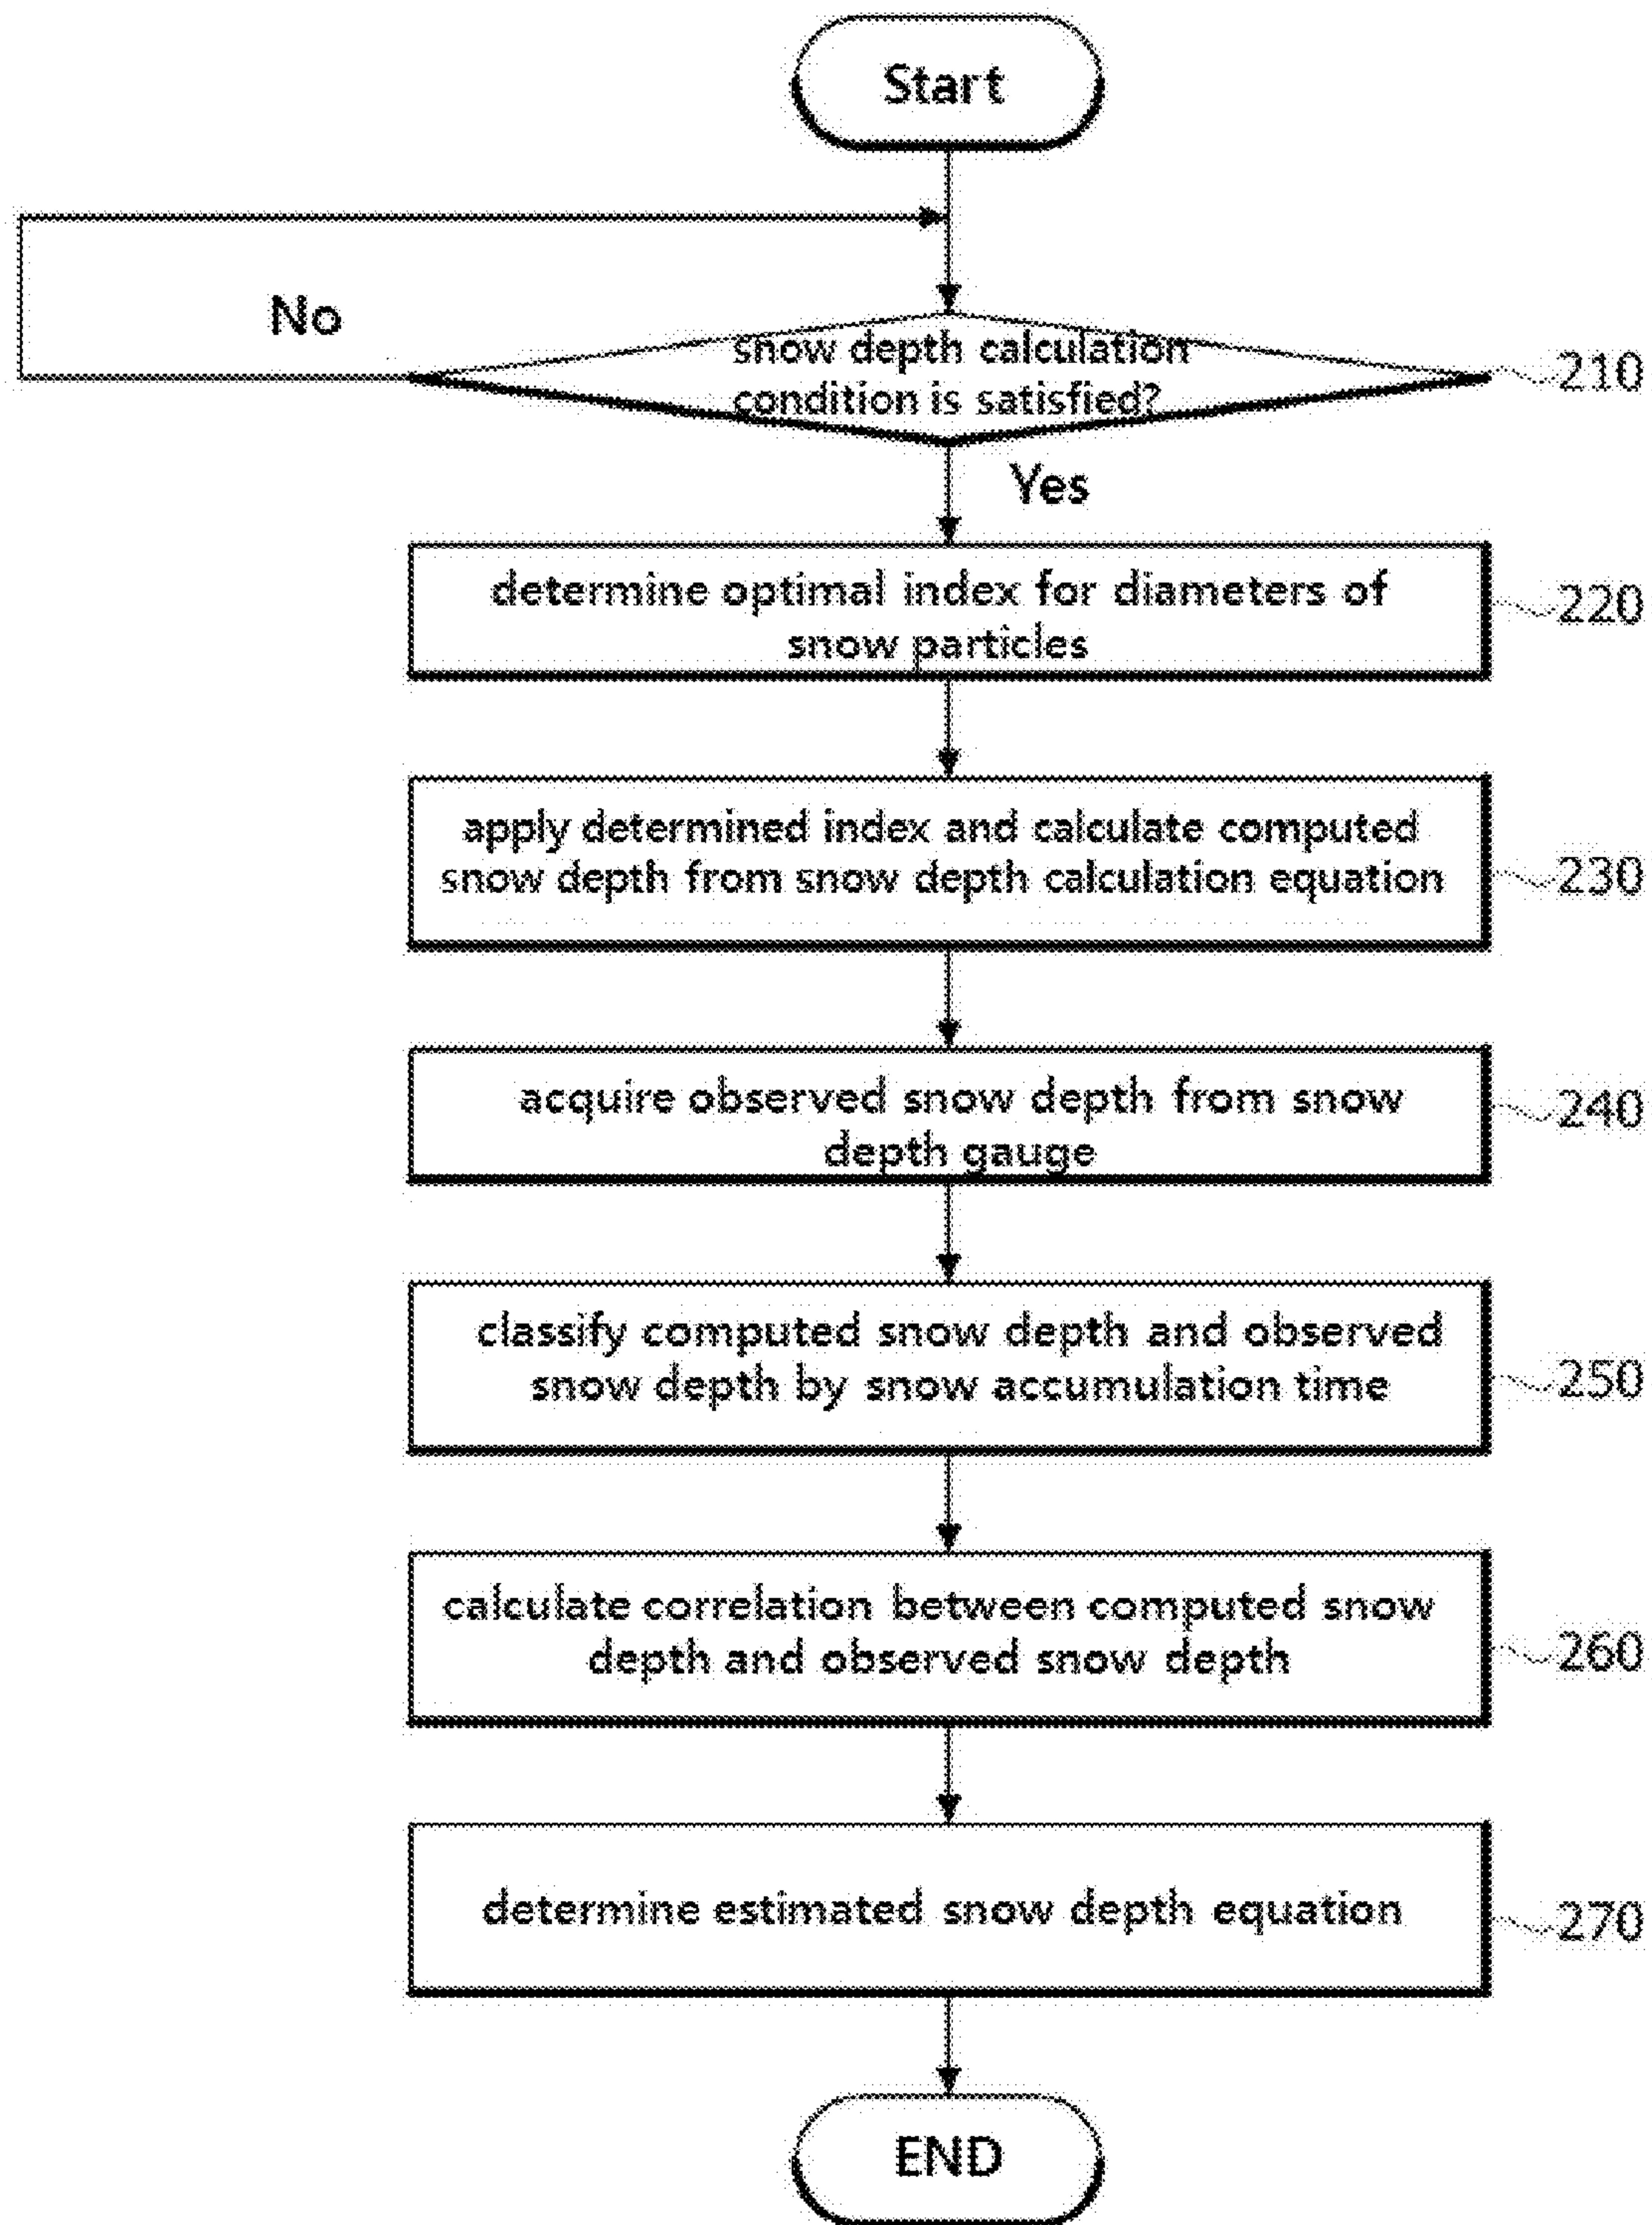 Start
No
snow depth calculation
condition is satisfied?
210
Yes
determine optimal index for diameters of
snow particles
220
apply determined index and calculate computed
snow depth from snow depth calculation equation
230
acquire observed snow depth from snow
depth gauge
240
classify computed snow depth and observed
snow depth by snow accumulation time
250
calculate correlation between computed snow
depth and observed snow depth
260
determine estimated snow depth equation
270
END